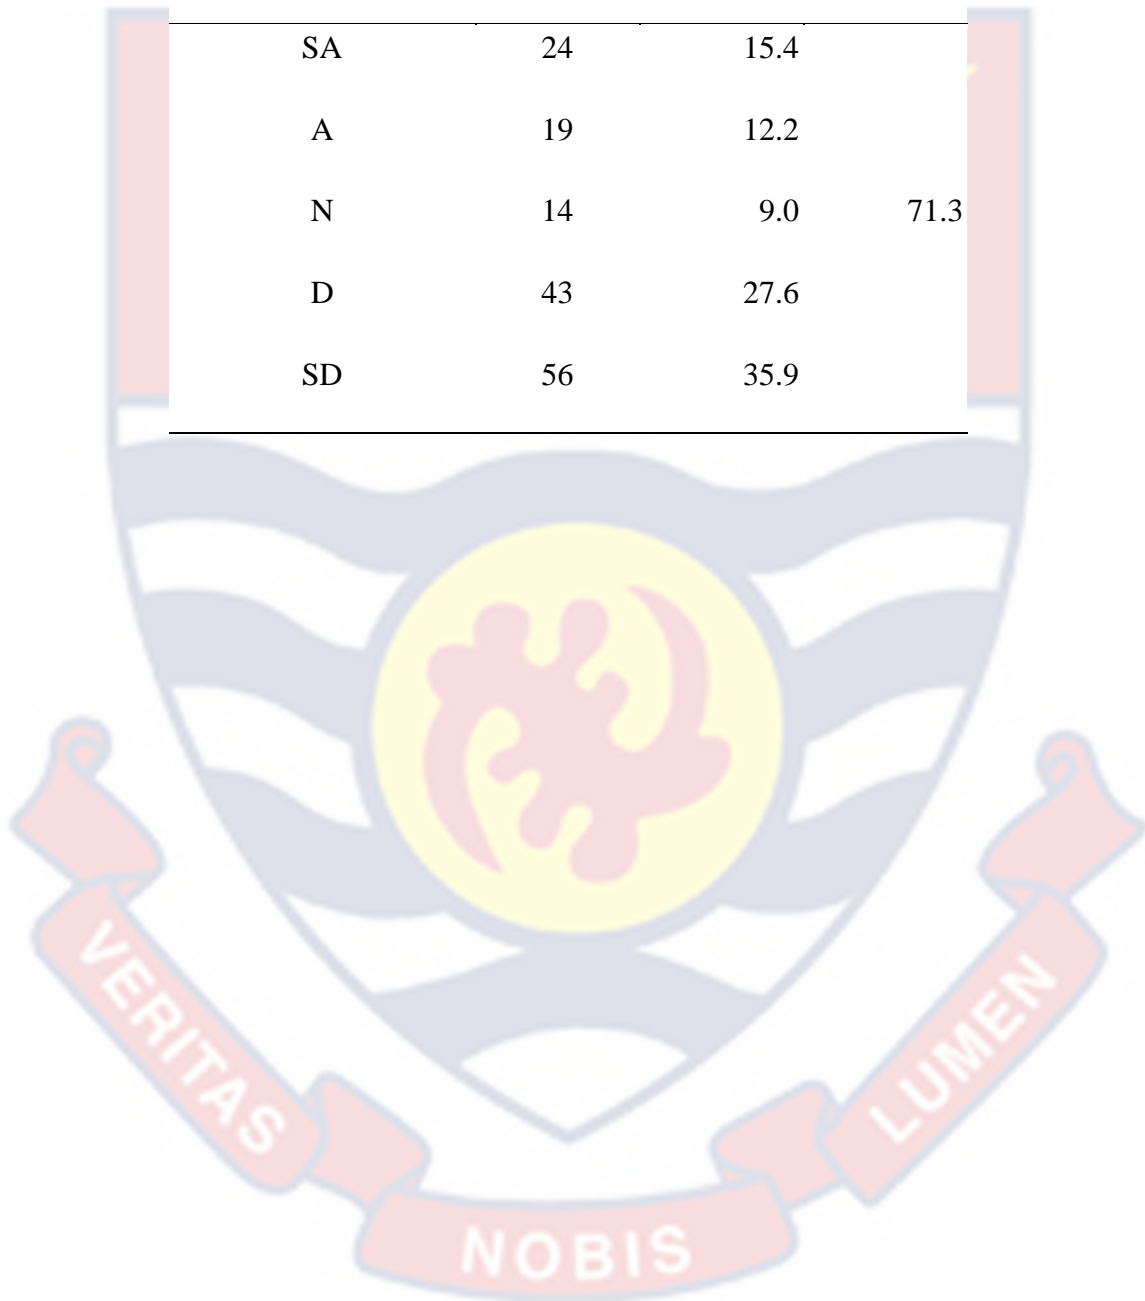 SA 24 15.4
A 19 12.2
N 14 9.0 71.3
D 43 27.6
SD 56 35.9
VERITAS
NOBIS
LUMEN